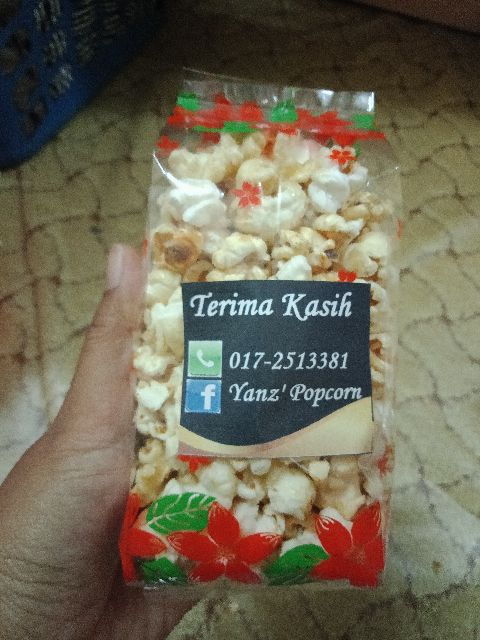 Terima Kasih
017-2513381
f Yanz' Popcorn